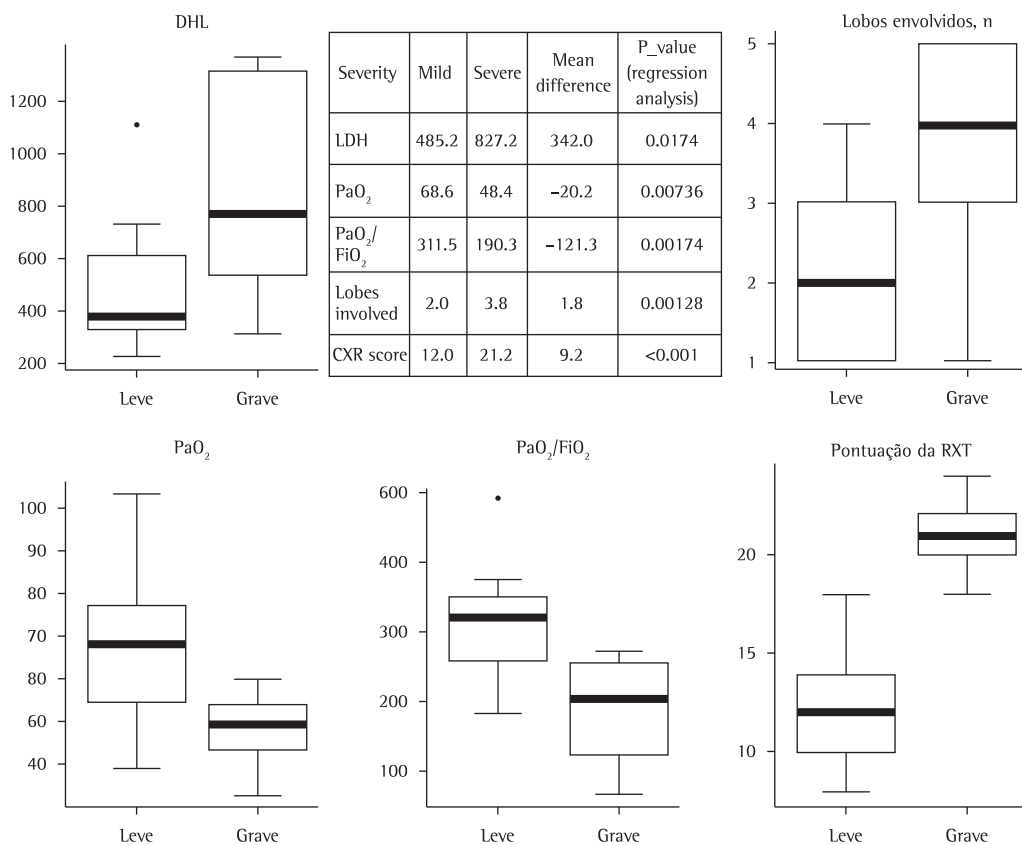 DHL
1200
1000
800
600
400
200
Leve Grave
Severity Mild Severe Mean difference P_value (regression analysis)
LDH 485.2 827.2 342.0 0.0174
PaO₂ 68.6 48.4 −20.2 0.00736
PaO₂/FiO₂ 311.5 190.3 −121.3 0.00174
Lobes involved 2.0 3.8 1.8 0.00128
CXR score 12.0 21.2 9.2 <0.001
Lobos envolvidos, n
5
4
3
2
1
Leve Grave
PaO₂
100
90
80
70
80
60
40
Leve Grave
PaO₂/FiO₂
600
400
300
200
100
Leve Grave
Pontuação da RXT
20
15
10
Leve Grave